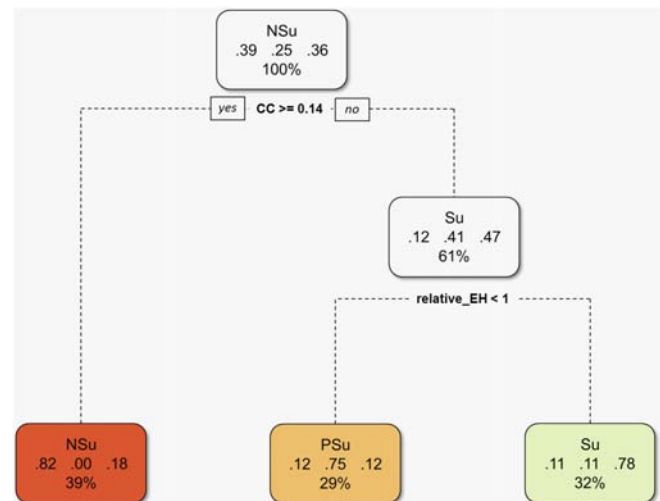 NSu
.39 .25 .36
100%
yes CC >= 0.14 no
Su
.12 .41 .47
61%
relative_EH < 1
NSu
.82 .00 .18
39%
PSu
.12 .75 .12
29%
Su
.11 .11 .78
32%